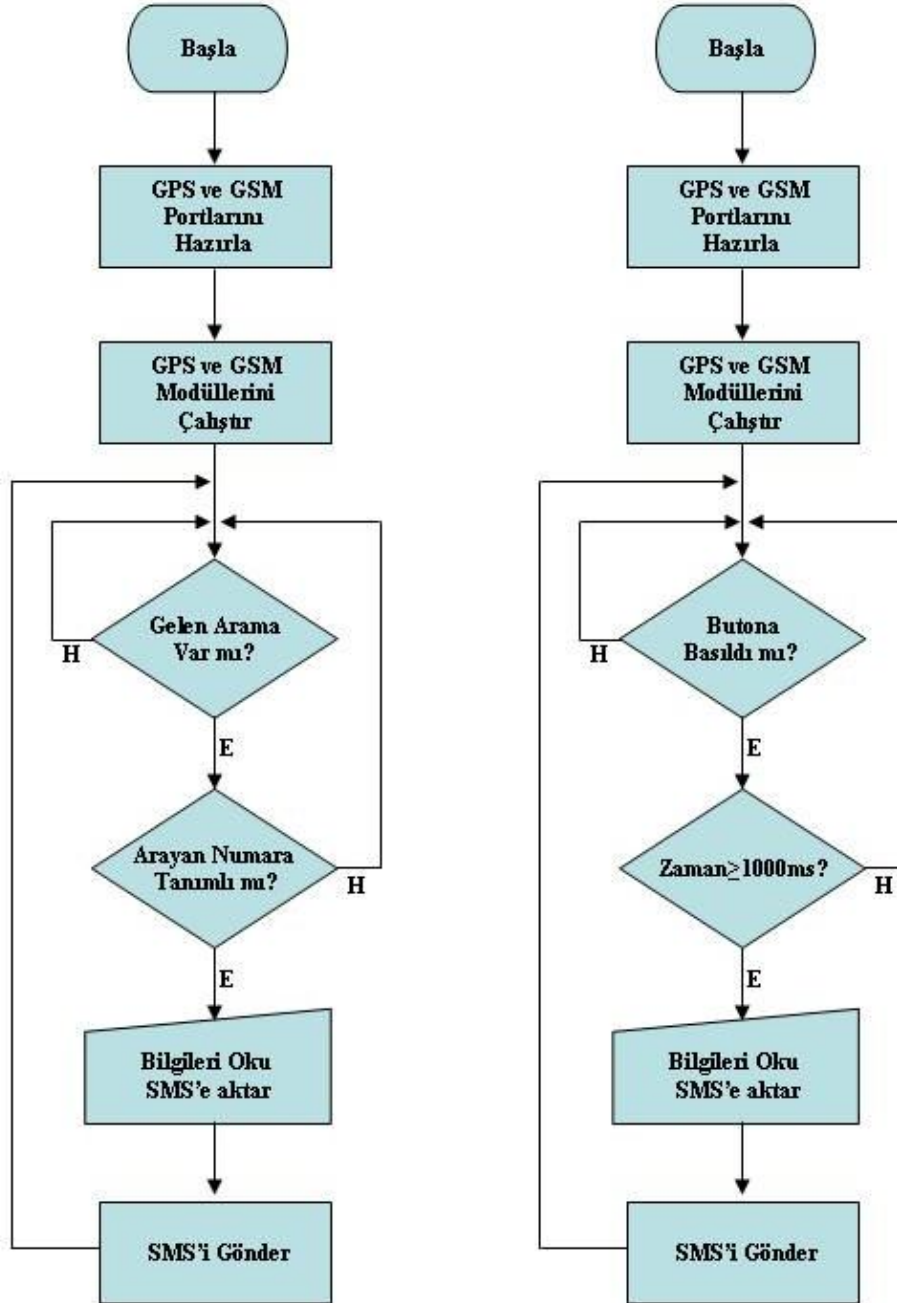 Başla
GPS ve GSM
Portlarını
Hazırla
GPS ve GSM
Modüllerini
Çalıştır
Gelen Arama
Var mı?
H
E
Arayan Numara
Tanımlı mı?
H
E
Bilgileri Oku
SMS'e aktar
SMS'i Gönder
Başla
GPS ve GSM
Portlarını
Hazırla
GPS ve GSM
Modüllerini
Çalıştır
Butona
Basıldı mı?
H
E
Zaman≥1000ms?
H
E
Bilgileri Oku
SMS'e aktar
SMS'i Gönder